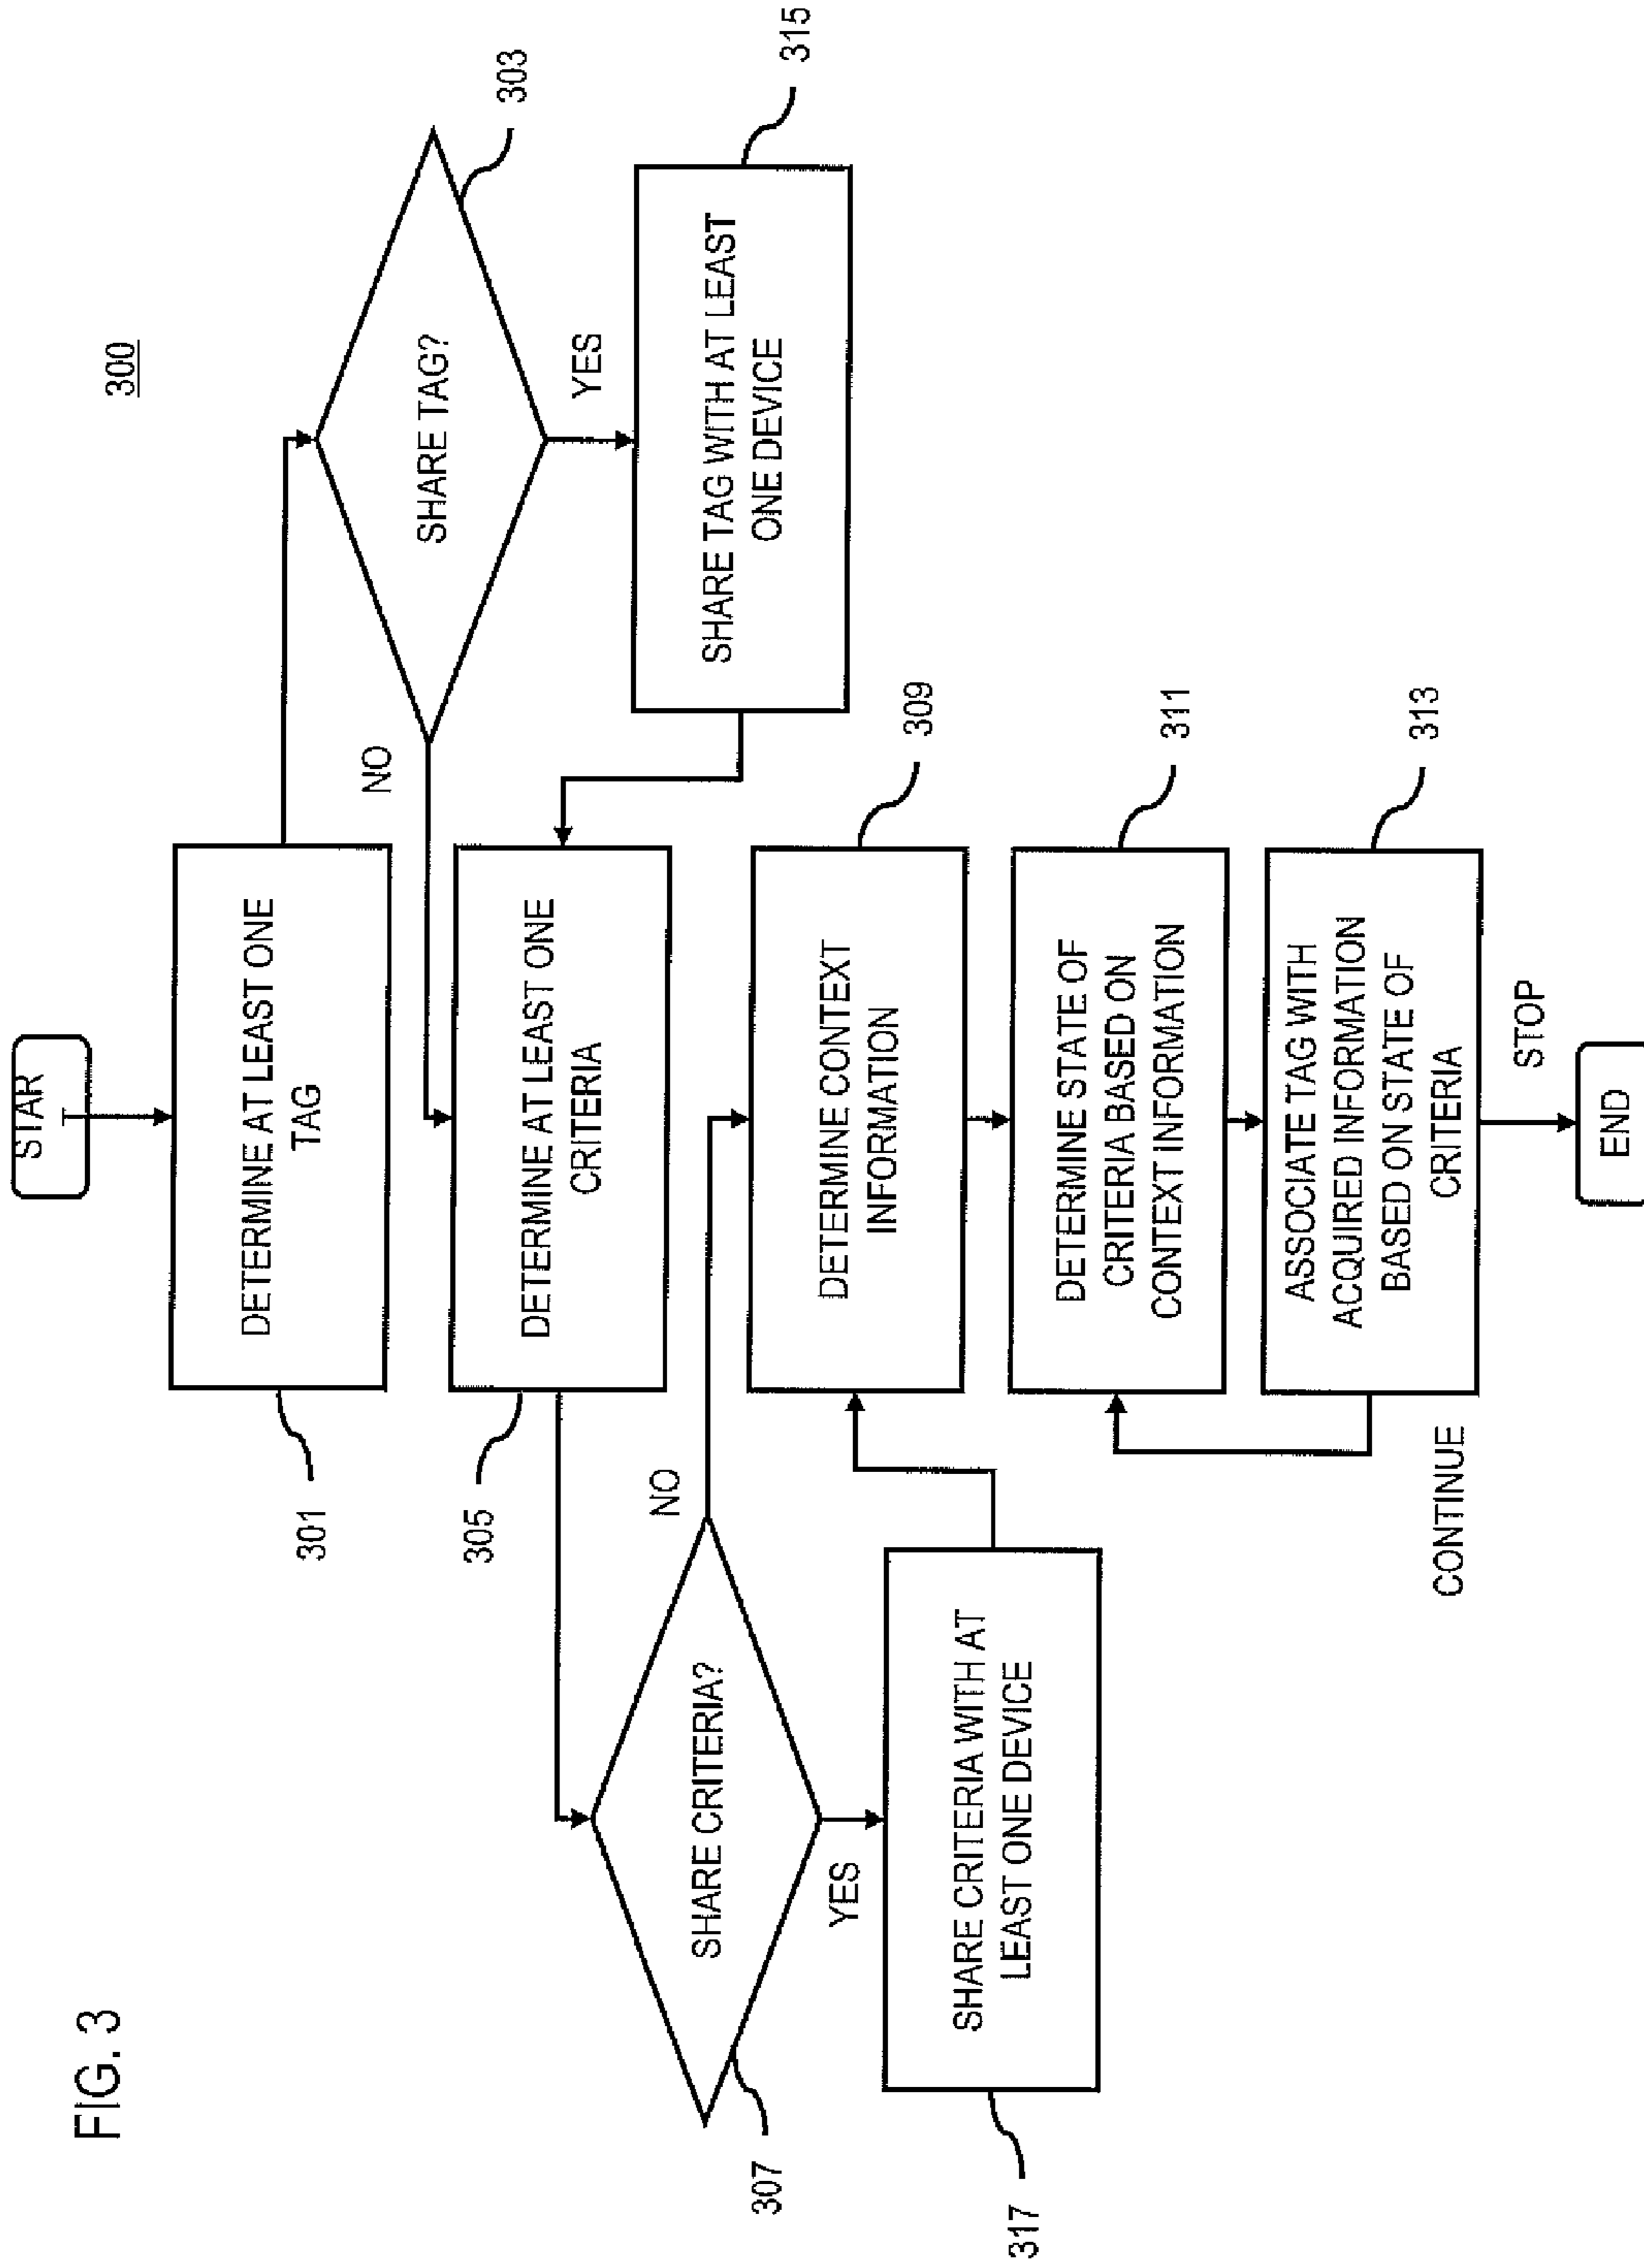 FIG. 3
300
STAR
T
DETERMINE AT LEAST ONE
TAG
301
SHARE TAG?
303
NO
YES
SHARE TAG WITH AT LEAST
ONE DEVICE
315
DETERMINE AT LEAST ONE
CRITERIA
305
SHARE CRITERIA?
307
NO
YES
SHARE CRITERIA WITH AT
LEAST ONE DEVICE
317
DETERMINE CONTEXT
INFORMATION
309
DETERMINE STATE OF
CRITERIA BASED ON
CONTEXT INFORMATION
311
ASSOCIATE TAG WITH
ACQUIRED INFORMATION
BASED ON STATE OF
CRITERIA
313
CONTINUE
STOP
END